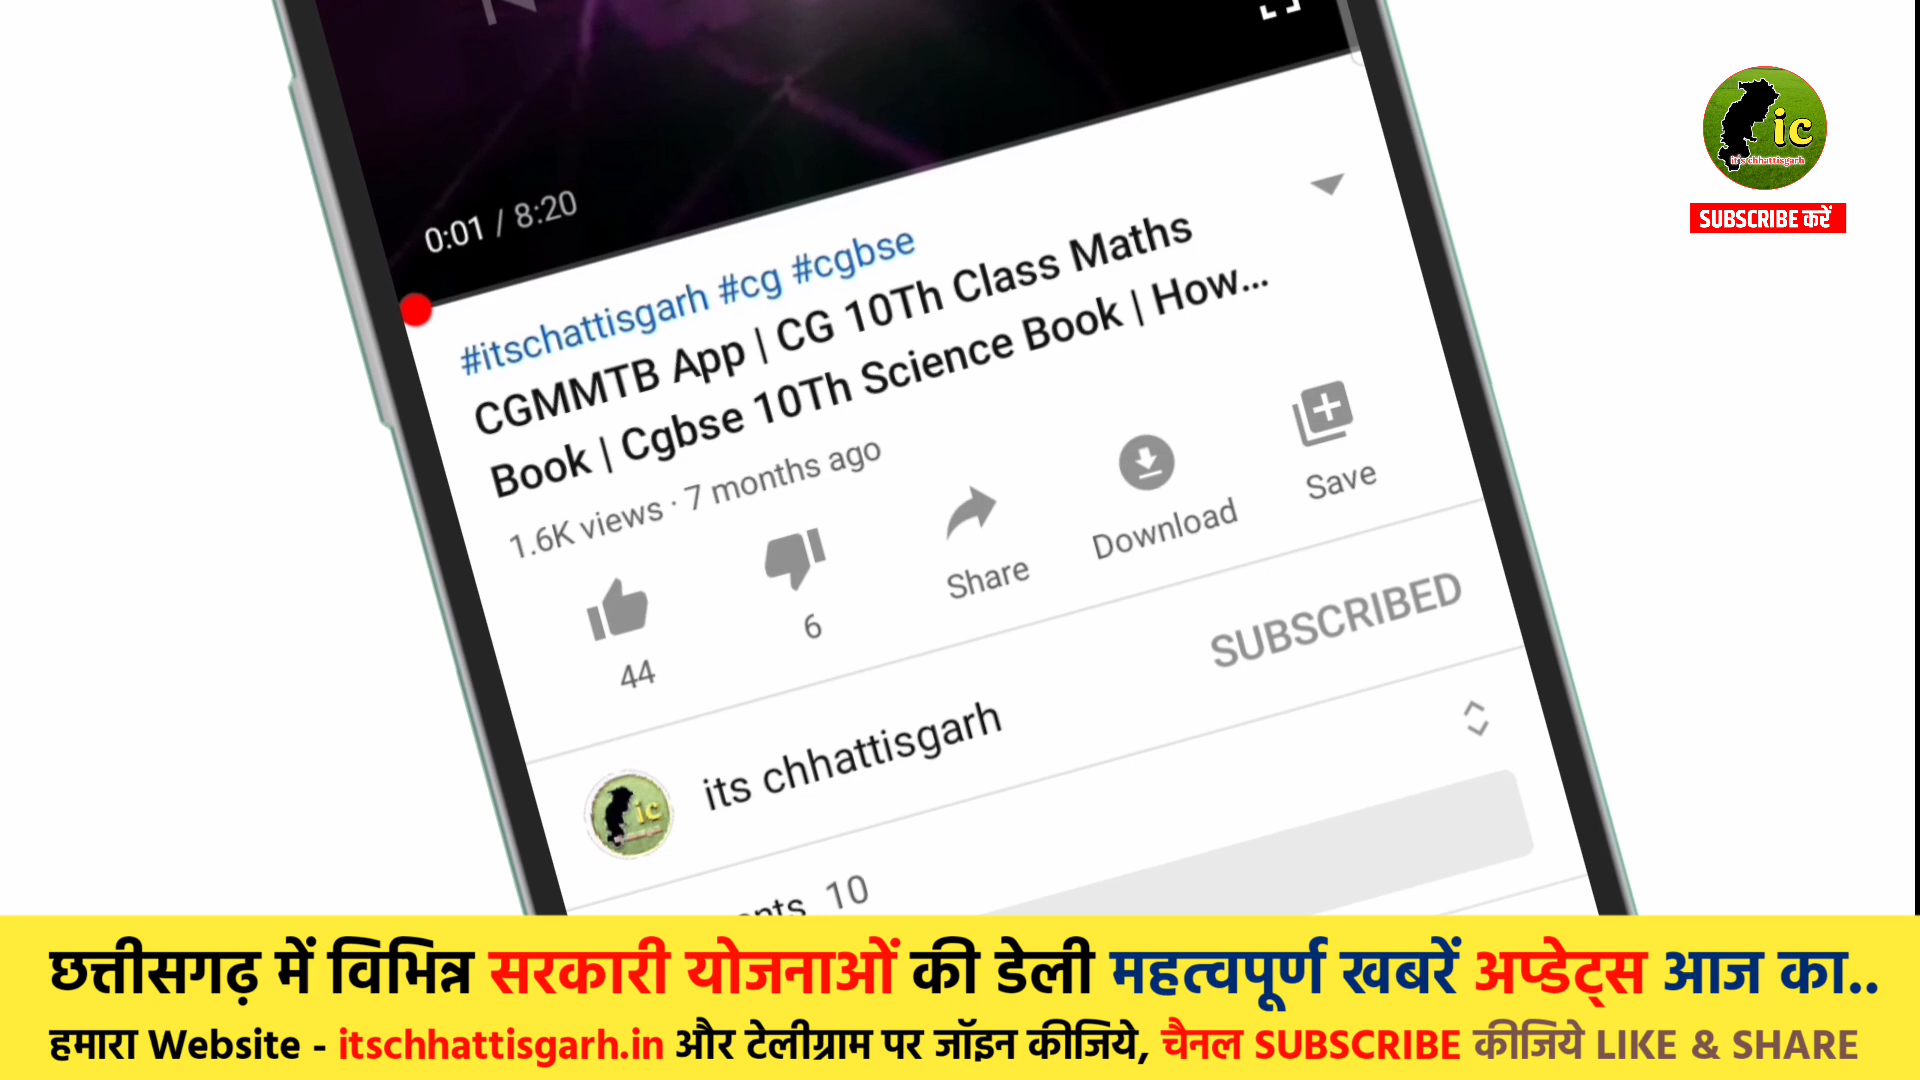 0:01 / 8:20
#itschattisgarh #cg #cgbse
CGMMTB App | CG 10Th Class Maths
Book | Cgbse 10Th Science Book | How...
1.6K views · 7 months ago
44
6
Share
Download
Save
its chhattisgarh
SUBSCRIBED
10
ic
it's chhattisgarh
SUBSCRIBE करें
छत्तीसगढ़ में विभिन्न सरकारी योजनाओं की डेली महत्वपूर्ण खबरें अप्डेट्स आज का..
हमारा Website - itschhattisgarh.in और टेलीग्राम पर जॉइन कीजिये, चैनल SUBSCRIBE कीजिये LIKE & SHARE